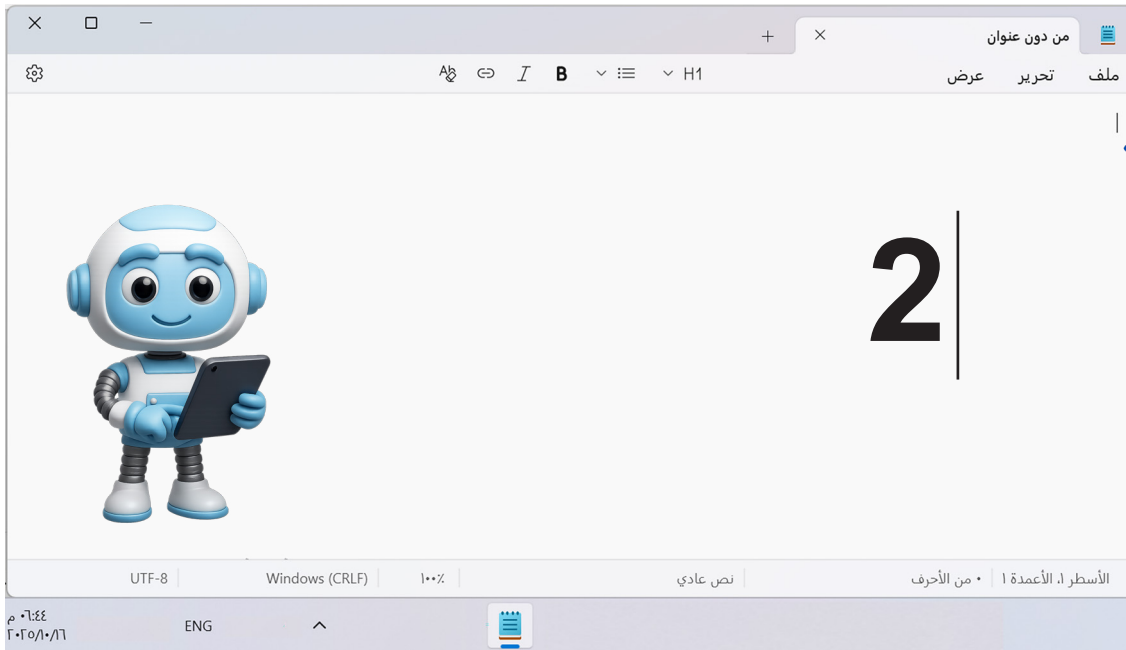 من دون عنوان
ملف تحرير عرض
H1 B I A
2
الأسطر ١، الأعمدة ١ ٠ من الأحرف نص عادي ١٠٠٪ Windows (CRLF) UTF-8
ENG ٠٦:٤٤ م
٢٠٢٥/١٠/١٦